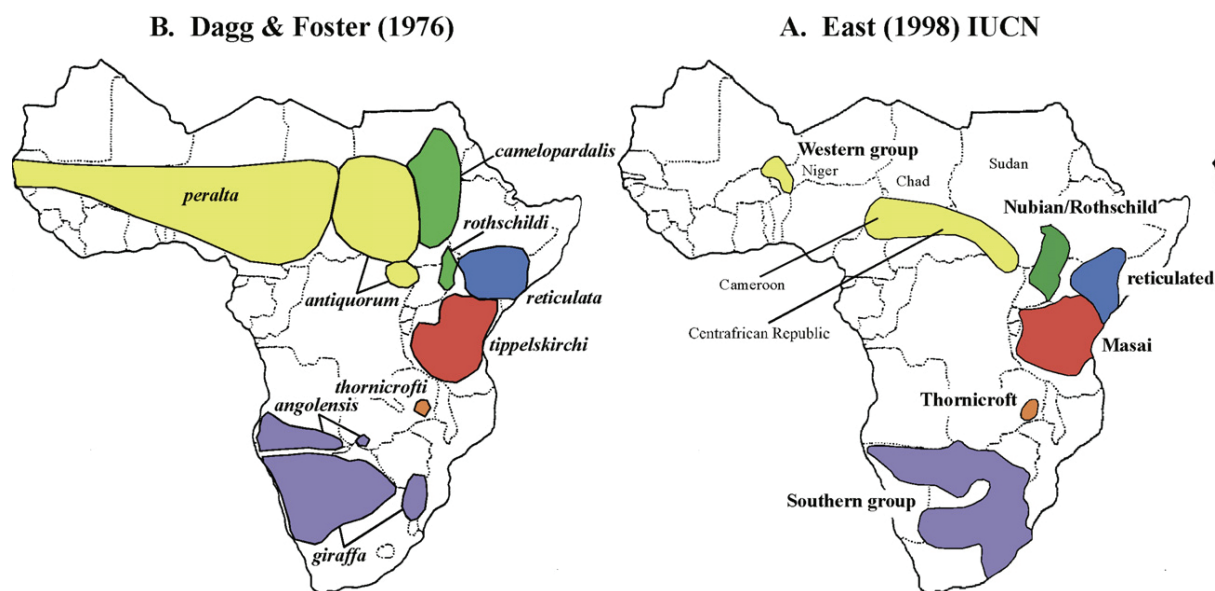 B. Dagg & Foster (1976)
camelopardalis
peralta
rothschildi
antiquorum
reticulata
tippelskirchi
thornicrofti
angolensis
giraffa
A. East (1998) IUCN
Western group
Niger
Chad
Sudan
Nubian/Rothschild
Cameroon
reticulated
Centrafrican Republic
Masai
Thornicroft
Southern group